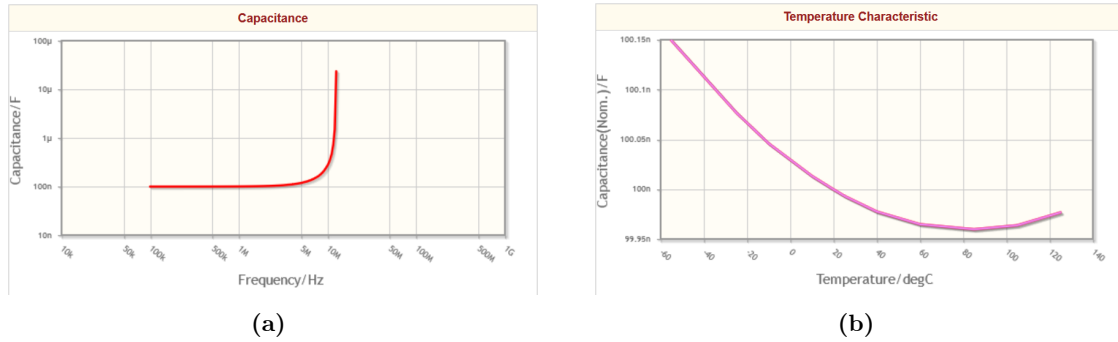 Capacitance
100μ
10μ
1μ
100n
10n
Capacitance/F
10k
50k
100k
500k
1M
5M
10M
50M
100M
500M
1G
Frequency/Hz
(a)
Temperature Characteristic
100.15n
100.1n
100.05n
100n
99.95n
Capacitance(Nom.)/F
-60
-40
-20
0
20
40
60
80
100
120
140
Temperature/degC
(b)